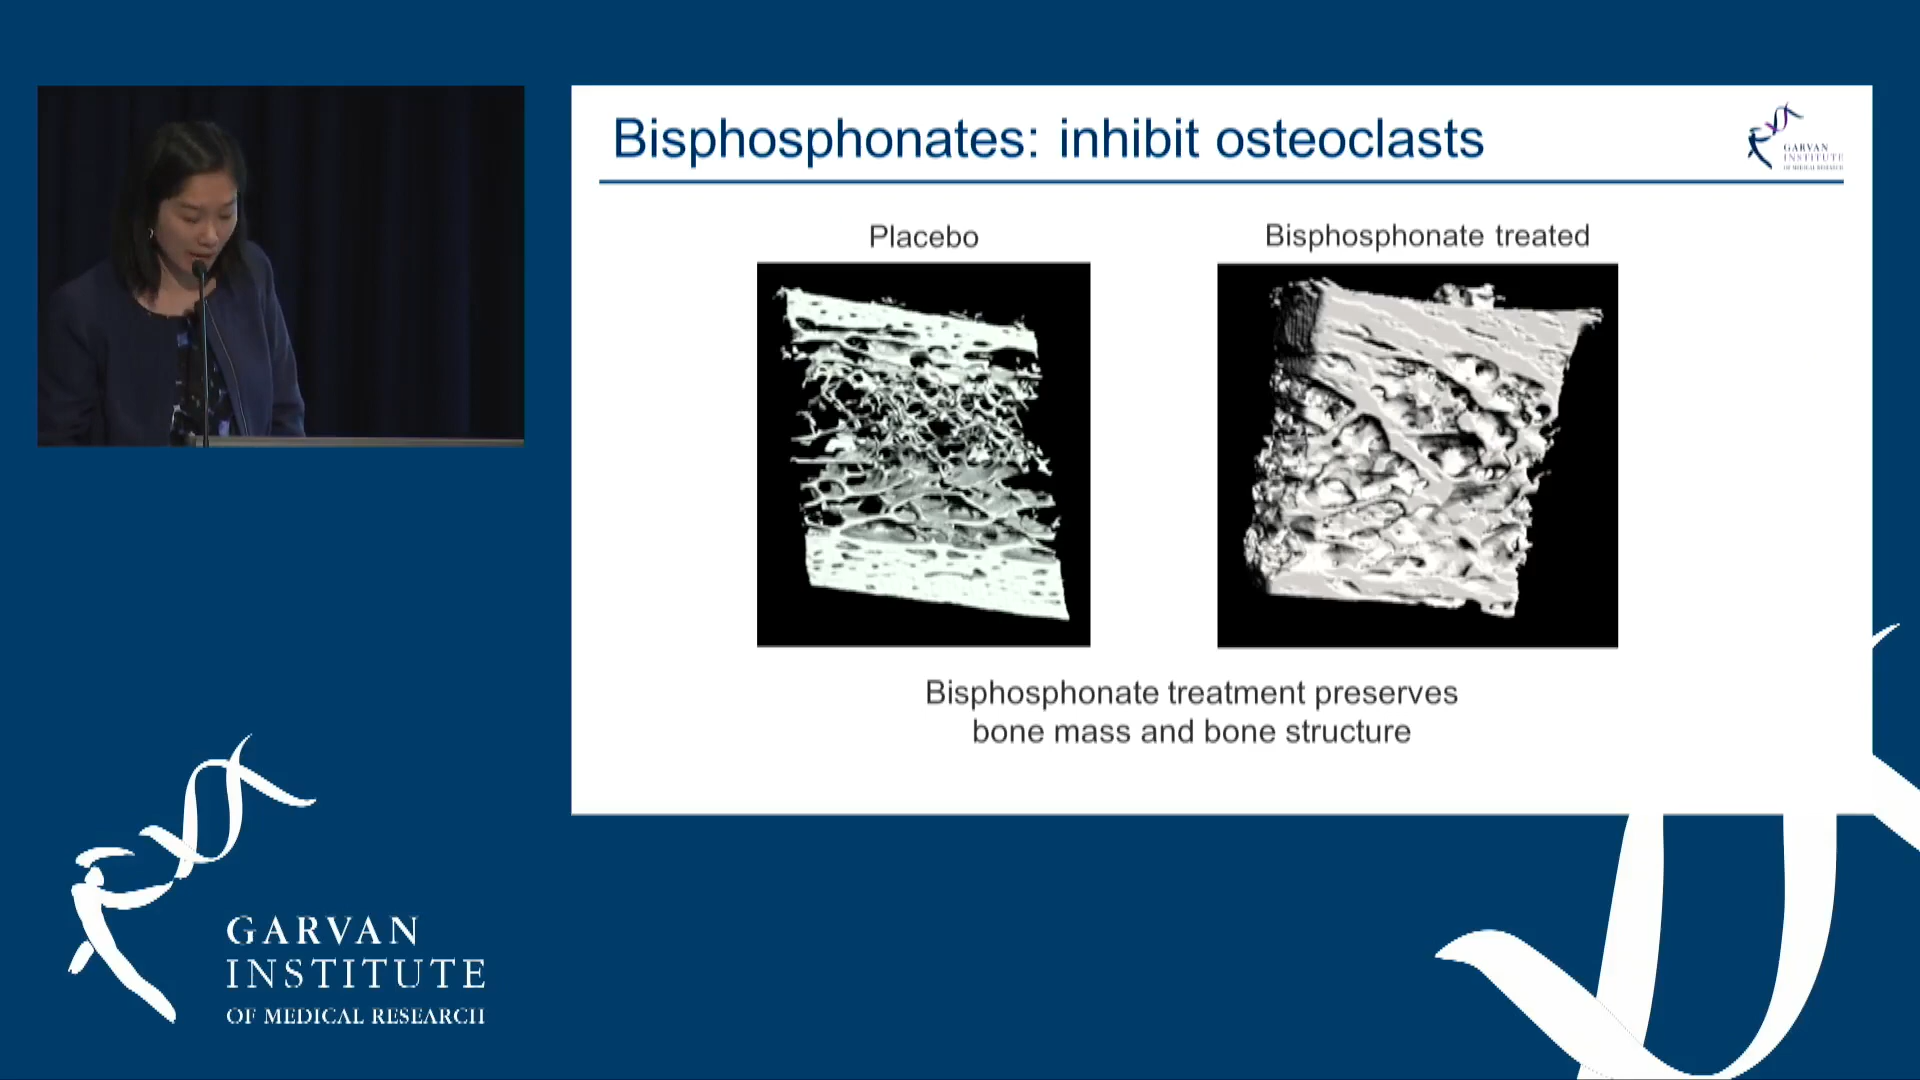 Bisphosphonates: inhibit osteoclasts
GARVAN
INSTITUTE
OF MEDICAL RESEARCH
Placebo
Bisphosphonate treated
Bisphosphonate treatment preserves
bone mass and bone structure
GARVAN
INSTITUTE
OF MEDICAL RESEARCH